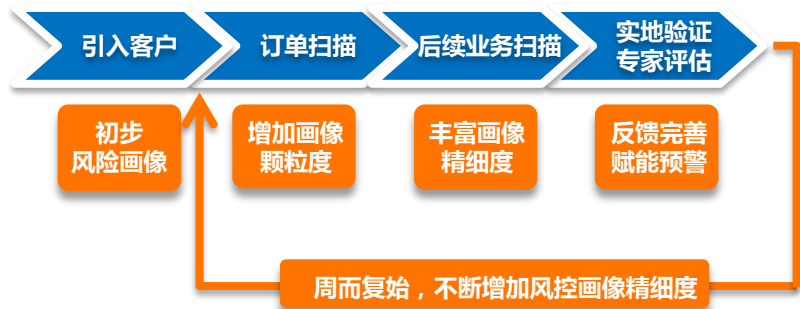 引入客户
订单扫描
后续业务扫描
实地验证
专家评估
初步
风险画像
增加画像
颗粒度
丰富画像
精细度
反馈完善
赋能预警
周而复始，不断增加风控画像精细度